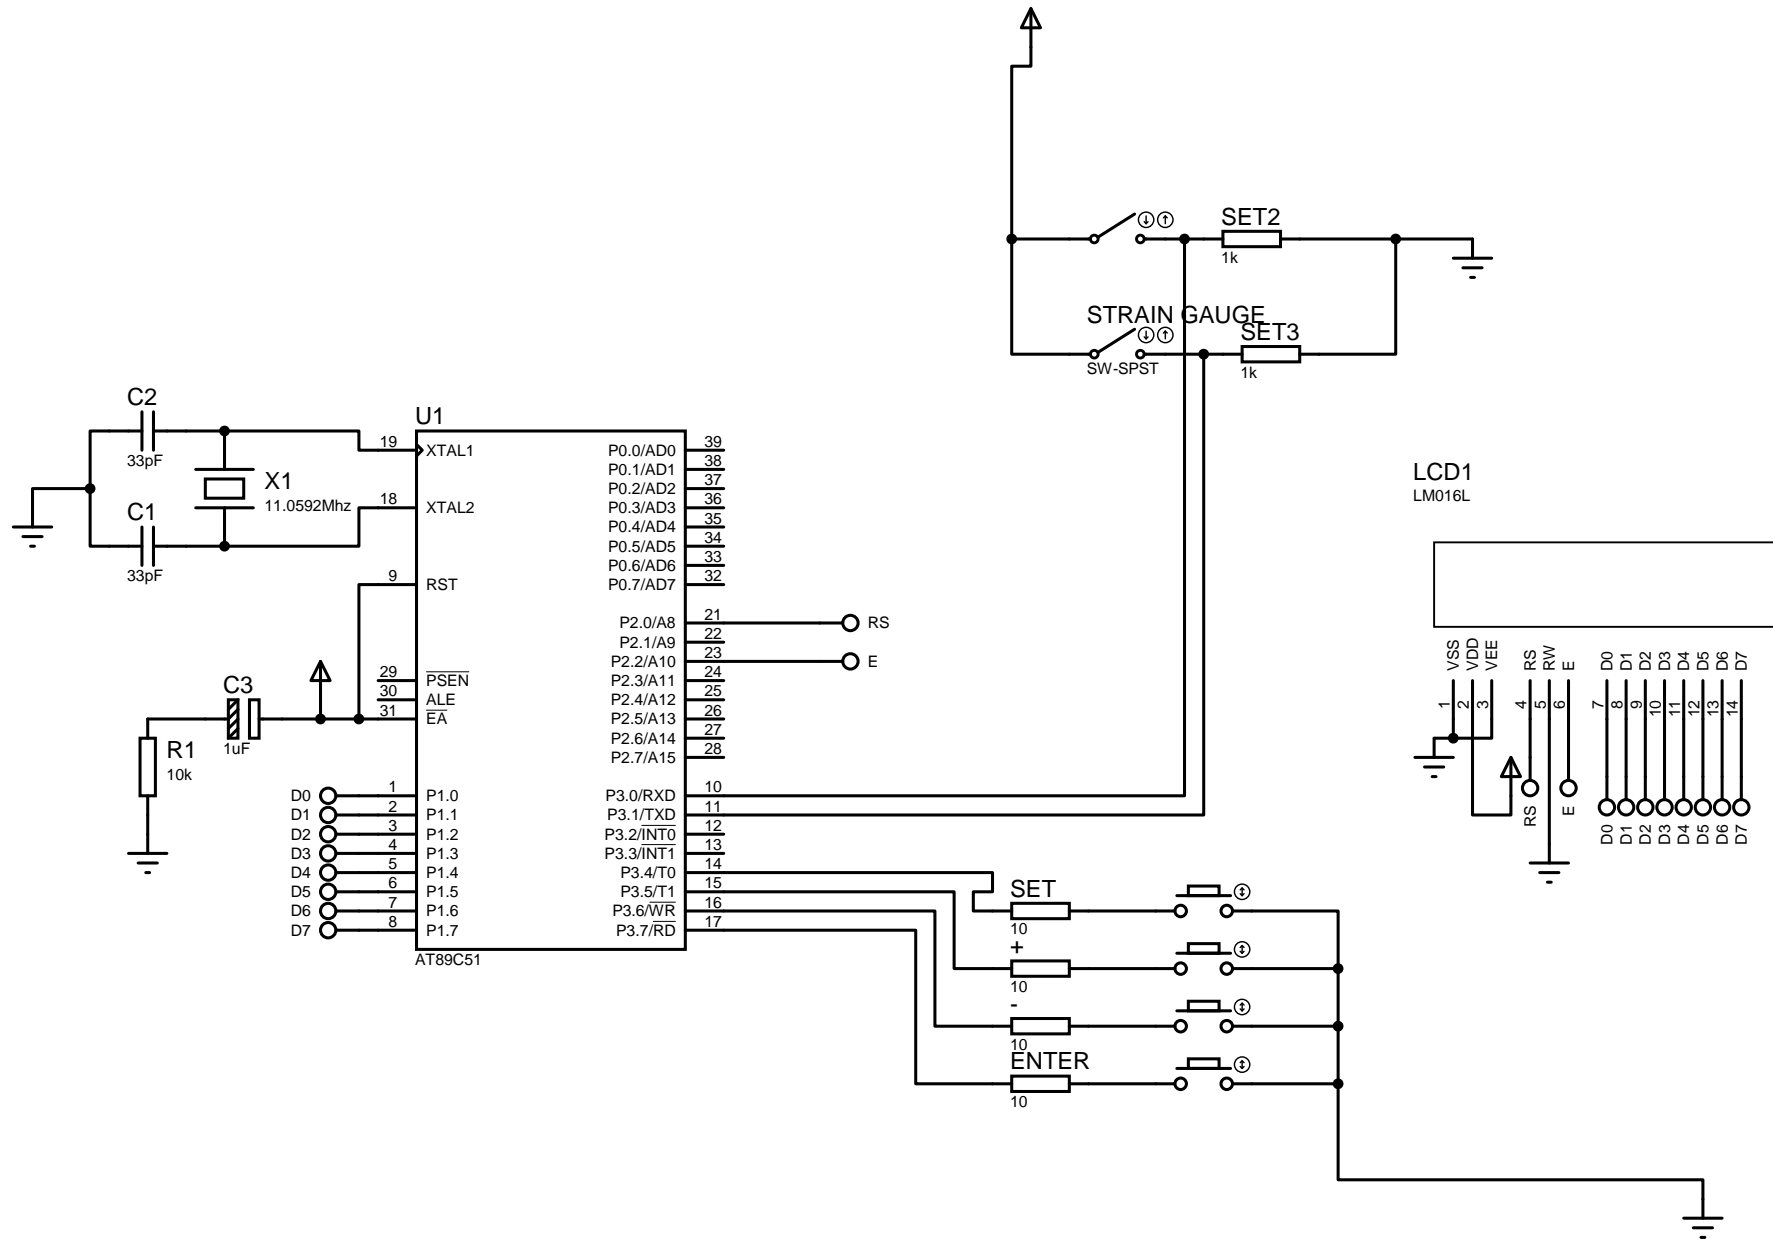 SET2
1k
STRAIN GAUGE
SET3
SW-SPST
1k
C2
33pF
X1
11.0592Mhz
C1
33pF
U1
19 XTAL1
18 XTAL2
9 RST
29 PSEN
30 ALE
31 EA
1 P1.0
2 P1.1
3 P1.2
4 P1.3
5 P1.4
6 P1.5
7 P1.6
8 P1.7
P0.0/AD0 39
P0.1/AD1 38
P0.2/AD2 37
P0.3/AD3 36
P0.4/AD4 35
P0.5/AD5 34
P0.6/AD6 33
P0.7/AD7 32
P2.0/A8 21
P2.1/A9 22
P2.2/A10 23
P2.3/A11 24
P2.4/A12 25
P2.5/A13 26
P2.6/A14 27
P2.7/A15 28
P3.0/RXD 10
P3.1/TXD 11
P3.2/INT0 12
P3.3/INT1 13
P3.4/T0 14
P3.5/T1 15
P3.6/WR 16
P3.7/RD 17
AT89C51
RS
E
C3
1uF
R1
10k
D0
D1
D2
D3
D4
D5
D6
D7
SET
10
+
10
-
10
ENTER
10
LCD1
LM016L
VSS VDD VEE RS RW E D0 D1 D2 D3 D4 D5 D6 D7
1 2 3 4 5 6 7 8 9 10 11 12 13 14
RS E D0 D1 D2 D3 D4 D5 D6 D7